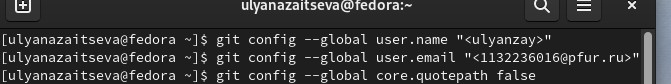 ulyanazaitseva@fedora:~
[ulyanazaitseva@fedora ~]$ git config --global user.name "<ulyanzay>"
[ulyanazaitseva@fedora ~]$ git config --global user.email "<1132236016@pfur.ru>"
[ulyanazaitseva@fedora ~]$ git config --global core.quotepath false